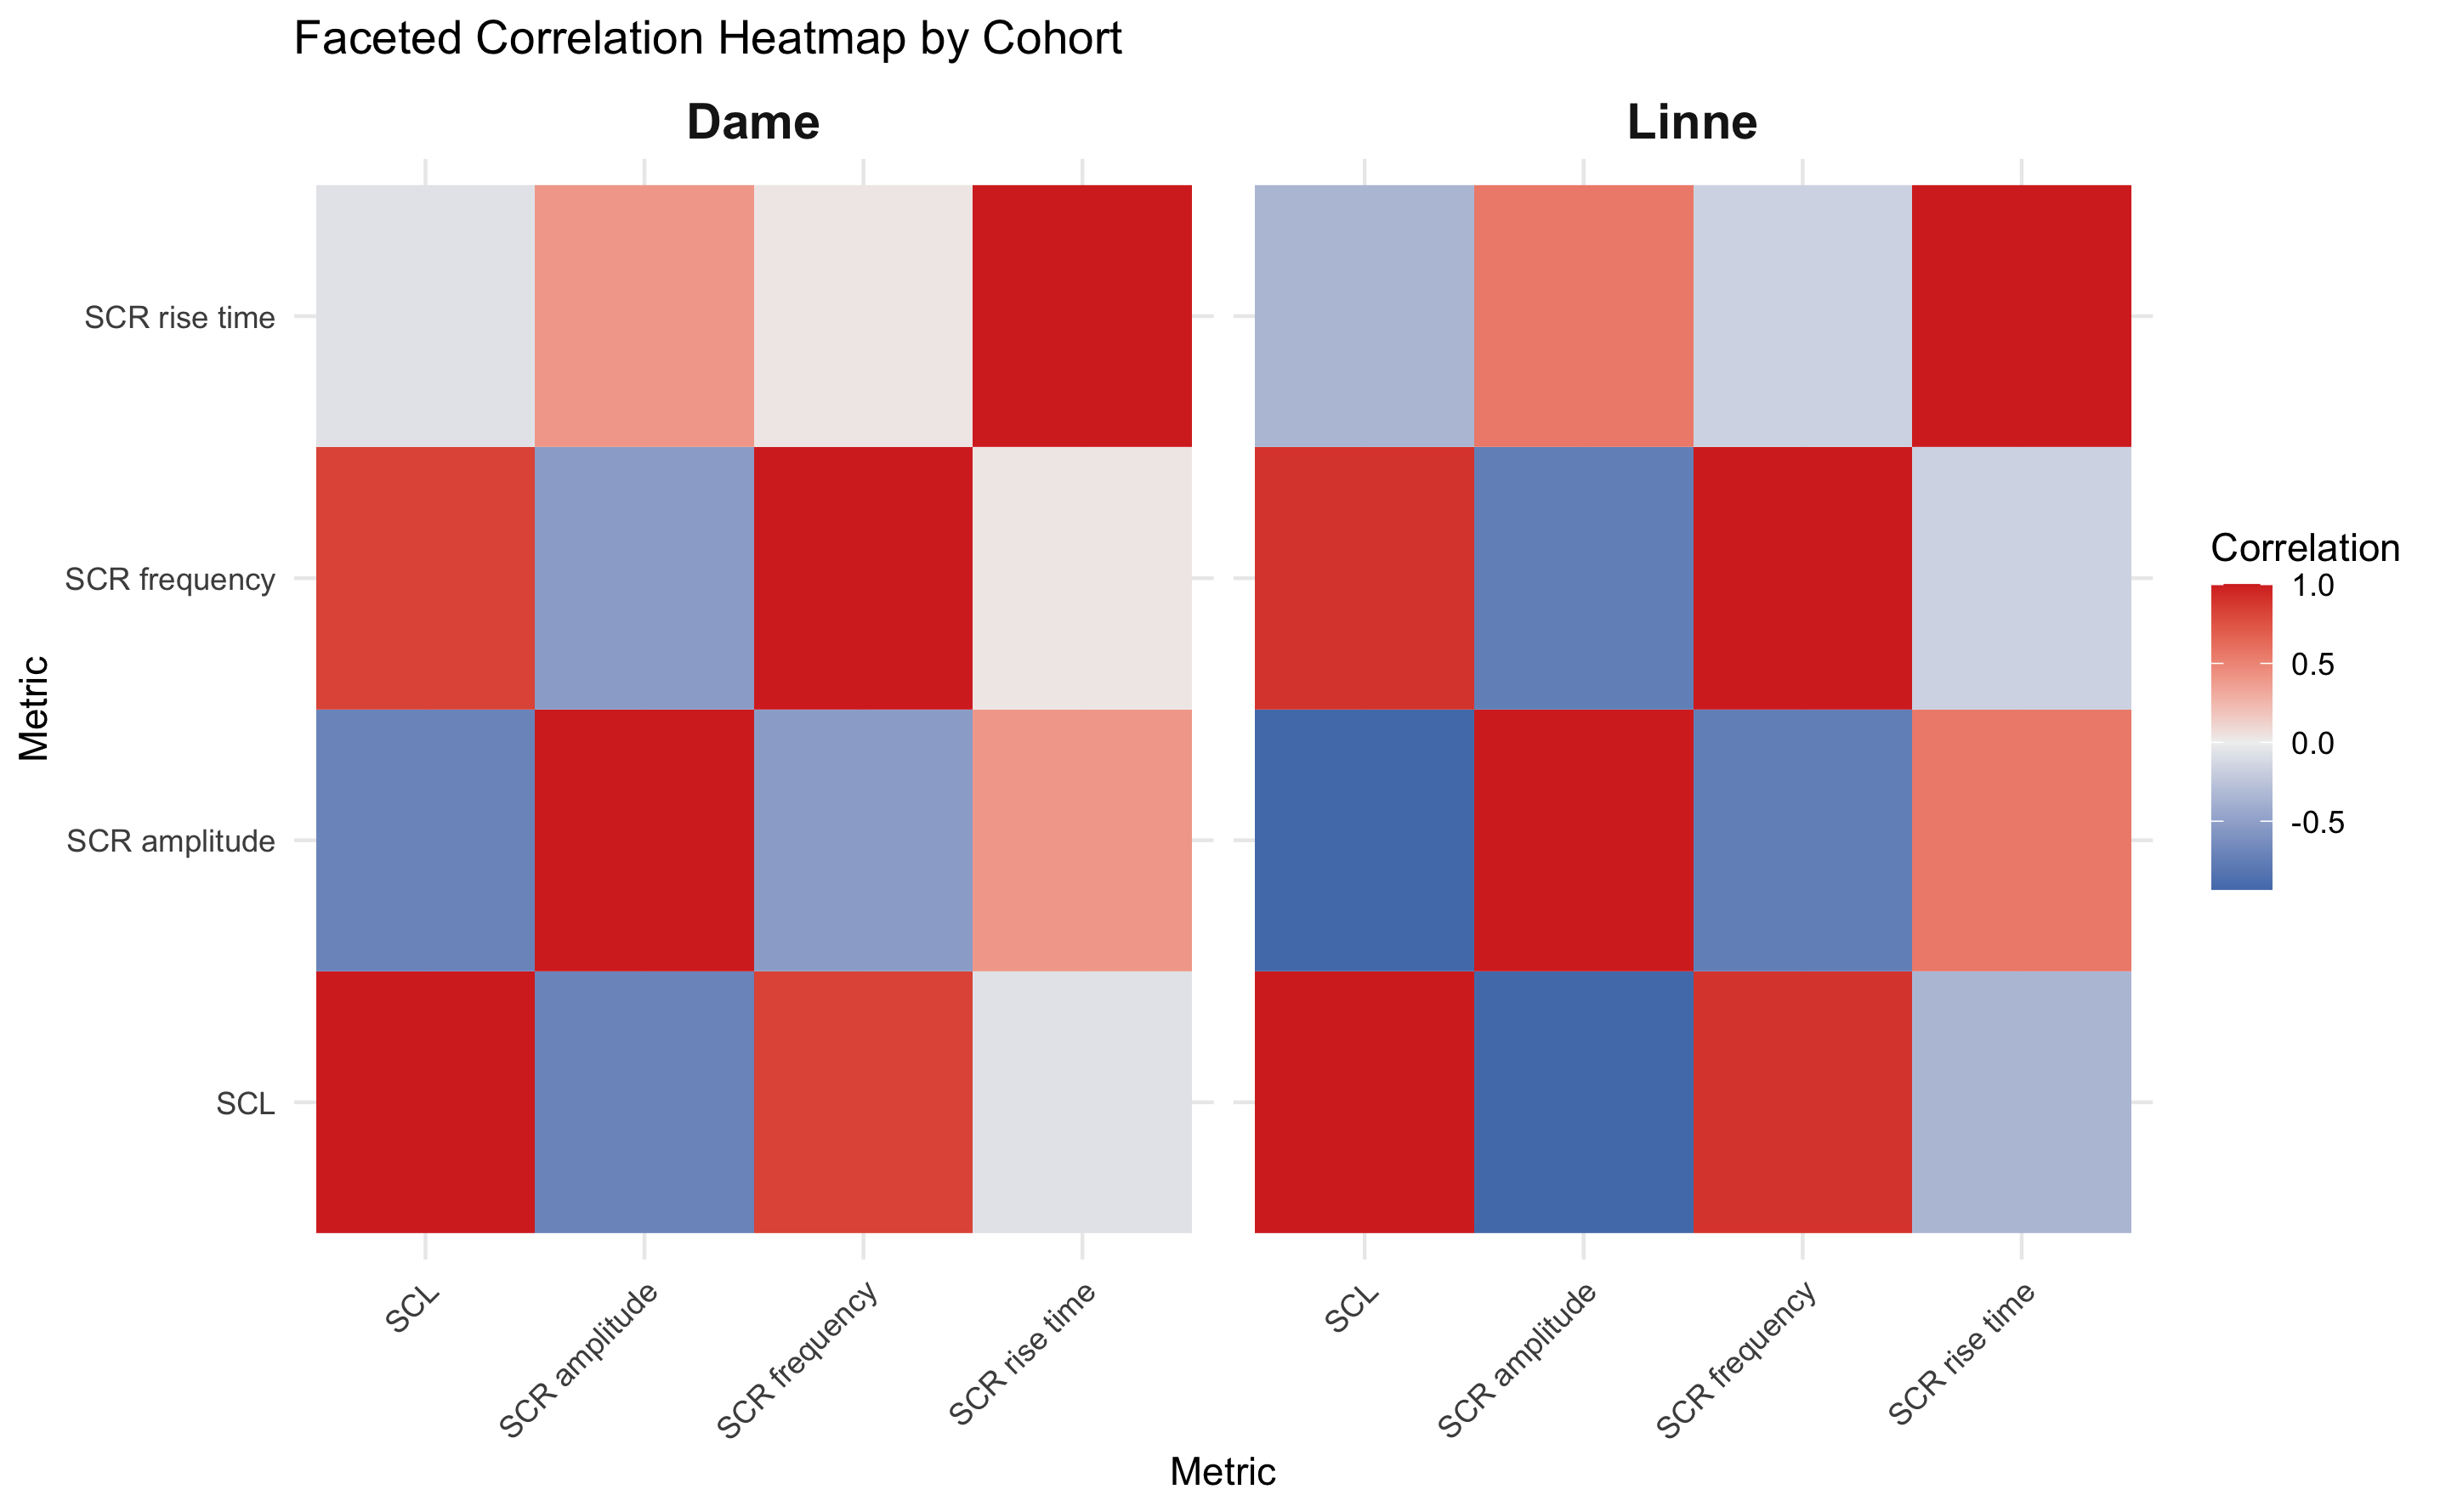 Faceted Correlation Heatmap by Cohort
Dame
Linne
Metric
SCR rise time
SCR frequency
SCR amplitude
SCL
SCL
SCR amplitude
SCR frequency
SCR rise time
SCL
SCR amplitude
SCR frequency
SCR rise time
Metric
Correlation
1.0
0.5
0.0
-0.5